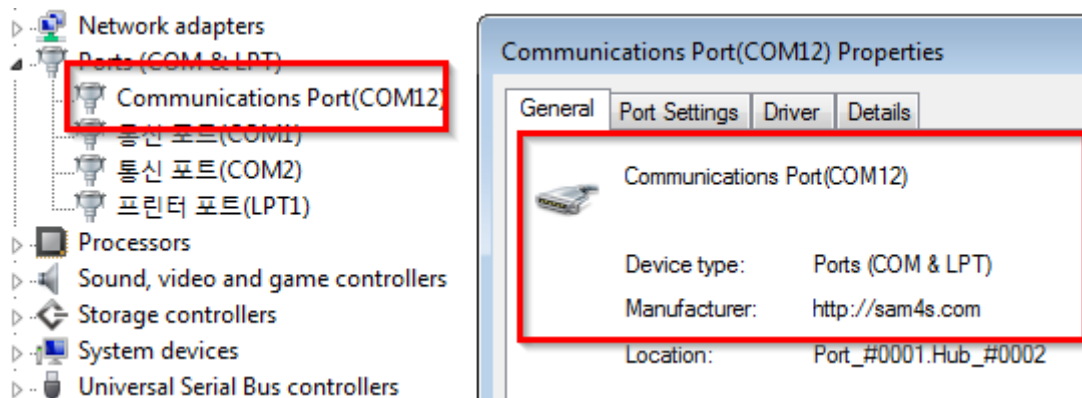 Network adapters
Ports (COM & LPT)
Communications Port(COM12)
통신 포트(COM1)
통신 포트(COM2)
프린터 포트(LPT1)
Processors
Sound, video and game controllers
Storage controllers
System devices
Universal Serial Bus controllers
Communications Port(COM12) Properties
General Port Settings Driver Details
Communications Port(COM12)
Device type: Ports (COM & LPT)
Manufacturer: http://sam4s.com
Location: Port_#0001.Hub_#0002